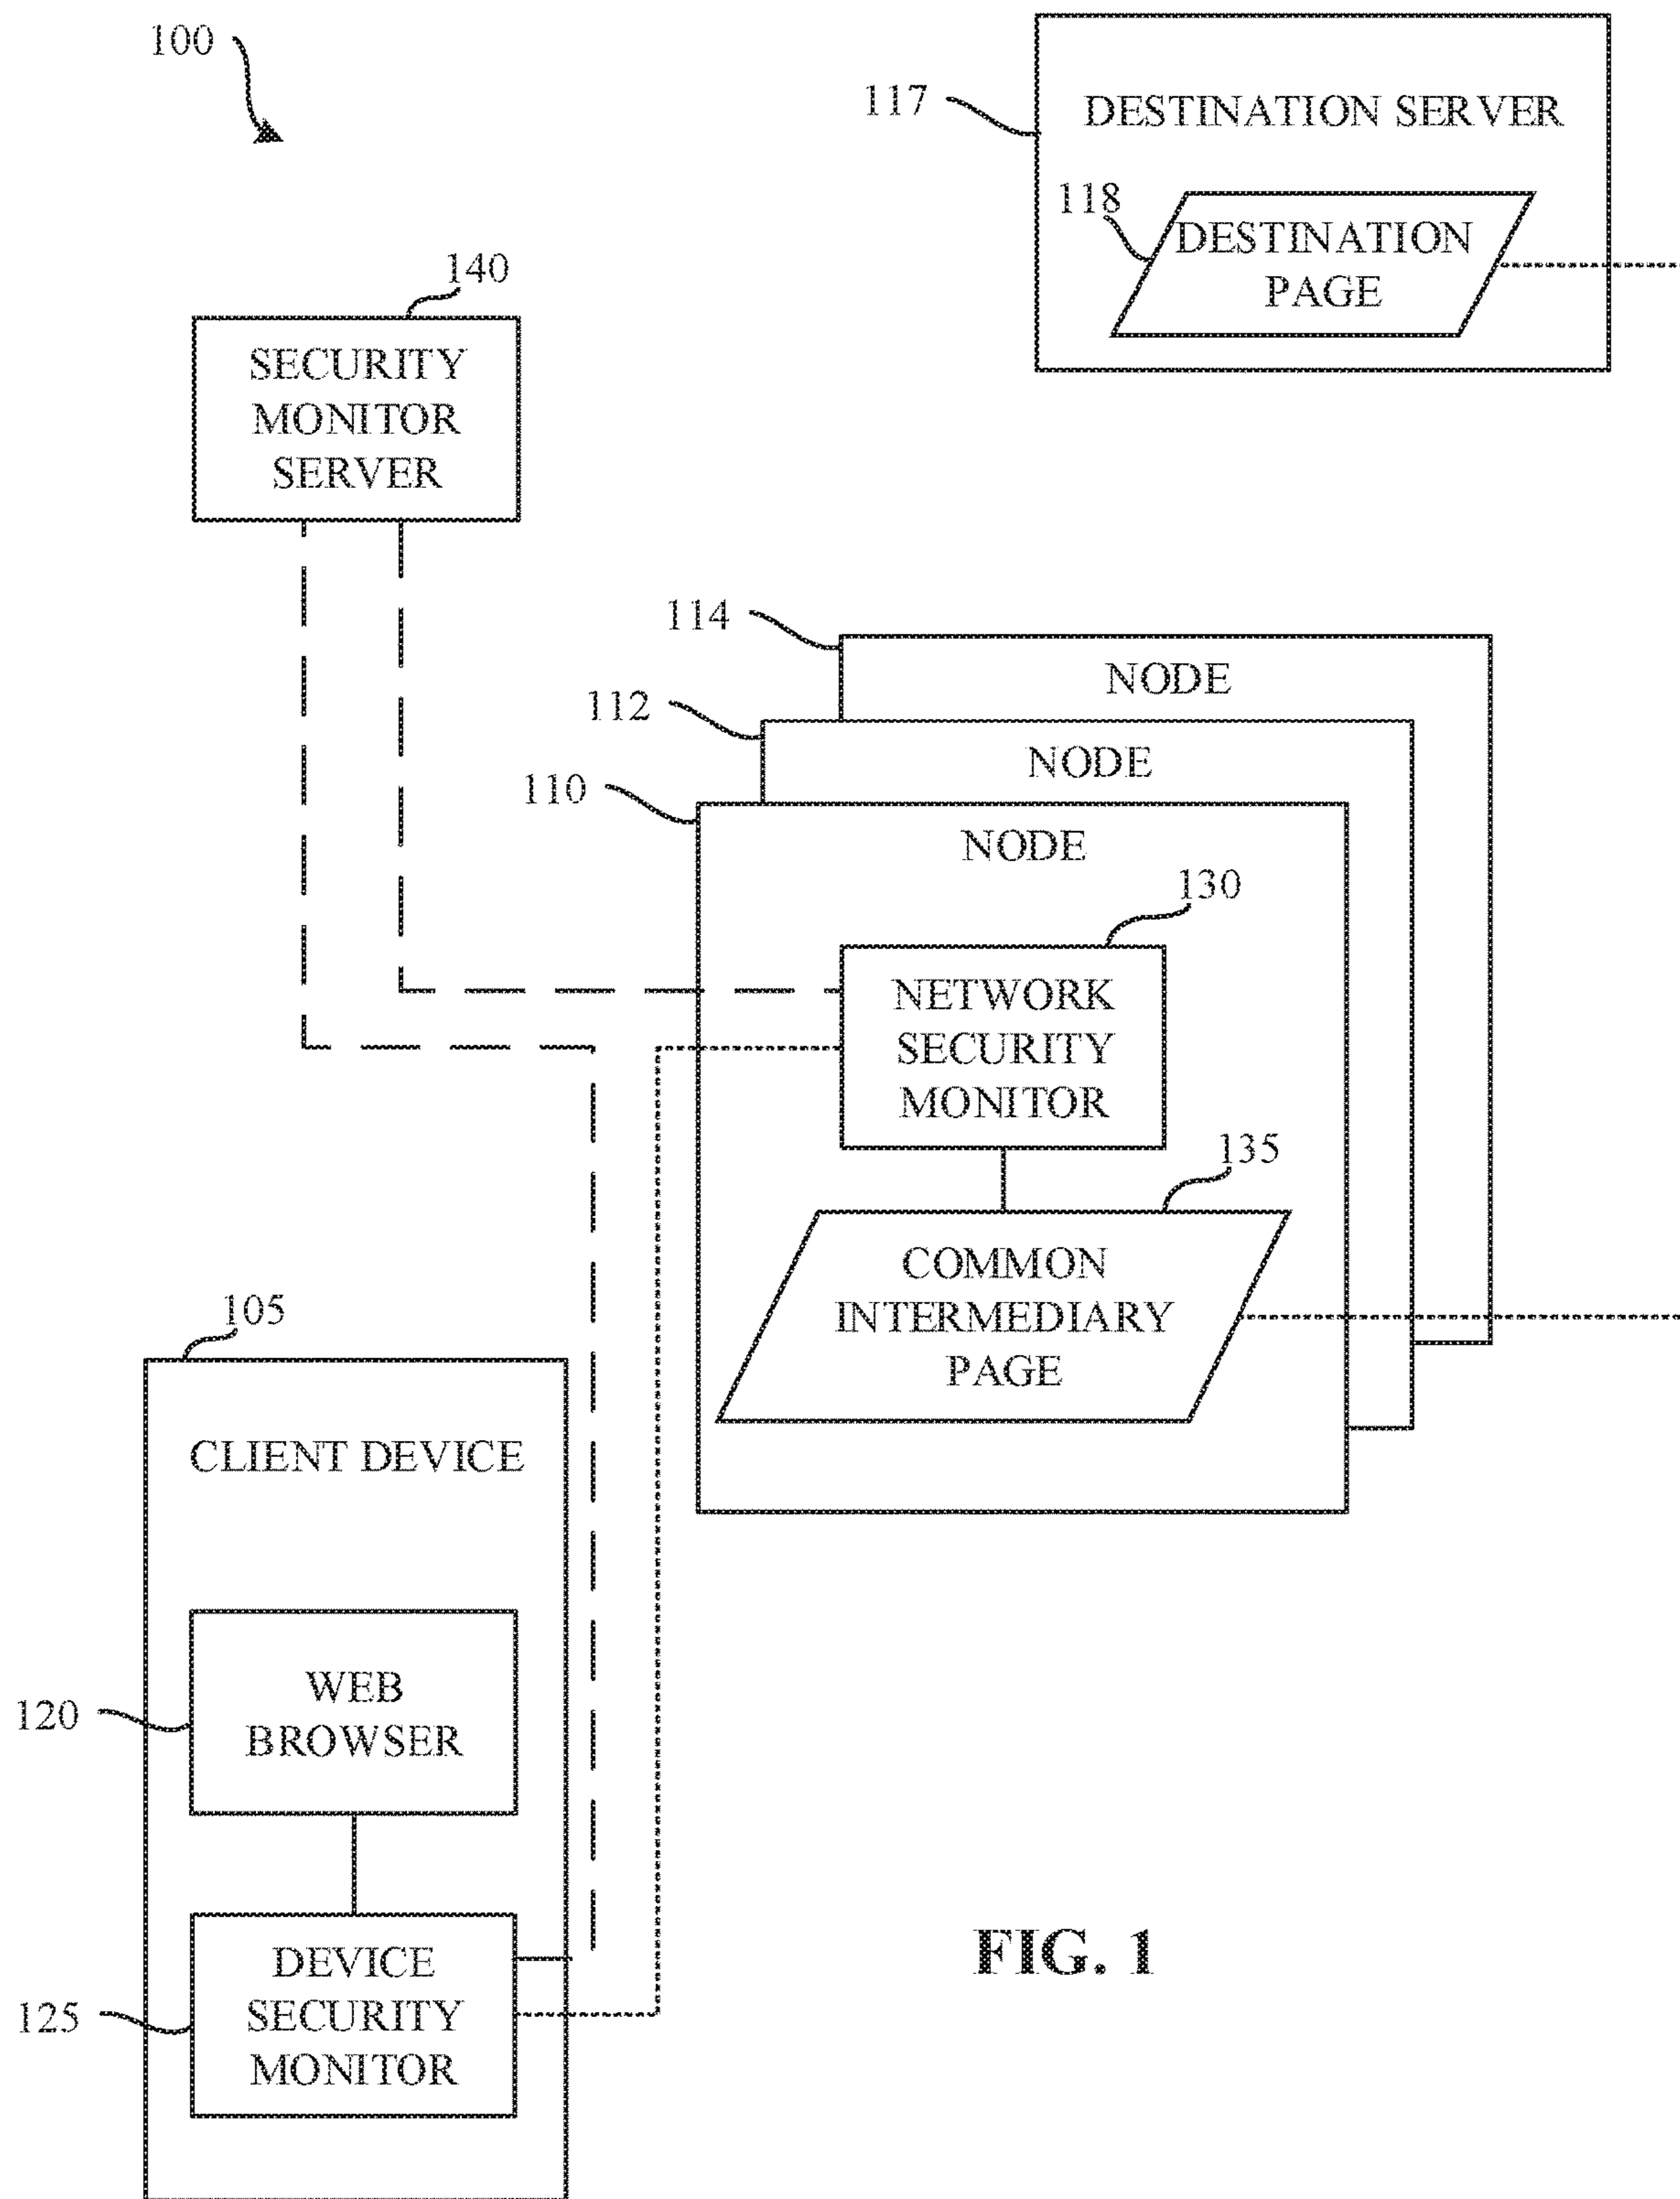 100
117
DESTINATION SERVER
118
DESTINATION
PAGE
140
SECURITY
MONITOR
SERVER
114
NODE
112
NODE
110
NODE
130
NETWORK
SECURITY
MONITOR
135
COMMON
INTERMEDIARY
PAGE
105
CLIENT DEVICE
120
WEB
BROWSER
125
DEVICE
SECURITY
MONITOR
FIG. 1